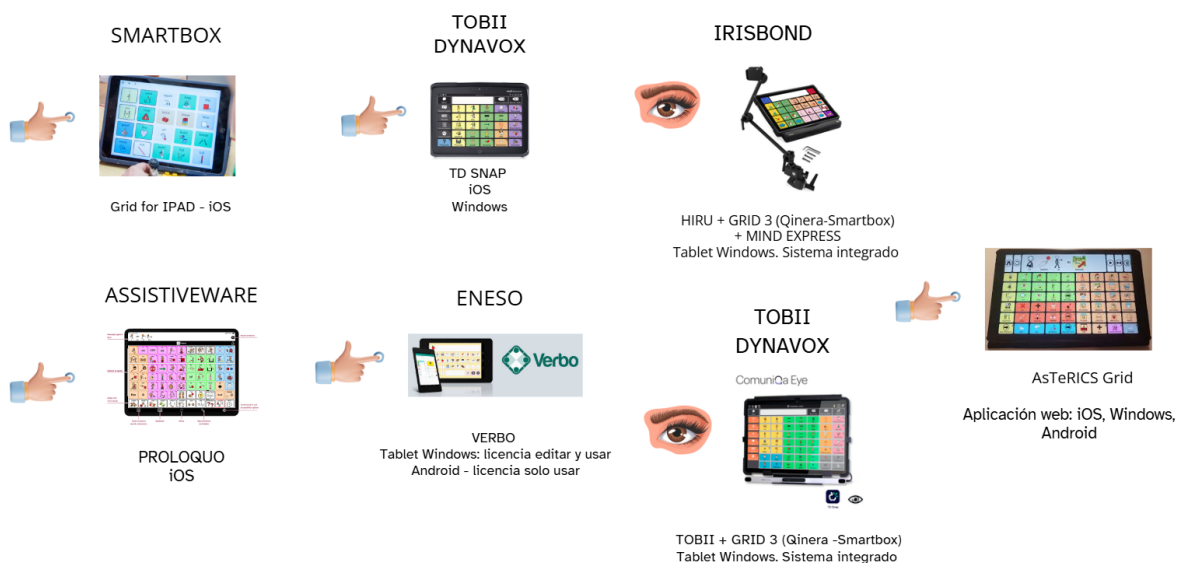 SMARTBOX
Grid for IPAD - iOS
TOBII
DYNAVOX
TD SNAP
iOS
Windows
IRISBOND
HIRU + GRID 3 (Qinera-Smartbox)
+ MIND EXPRESS
Tablet Windows. Sistema integrado
ASSISTIVEWARE
PROLOQUO
iOS
ENESO
Verbo
VERBO
Tablet Windows: licencia editar y usar
Android - licencia solo usar
TOBII
DYNAVOX
ComuniQa Eye
TOBII + GRID 3 (Qinera -Smartbox)
Tablet Windows. Sistema integrado
AsTeRICS Grid
Aplicación web: iOS, Windows,
Android